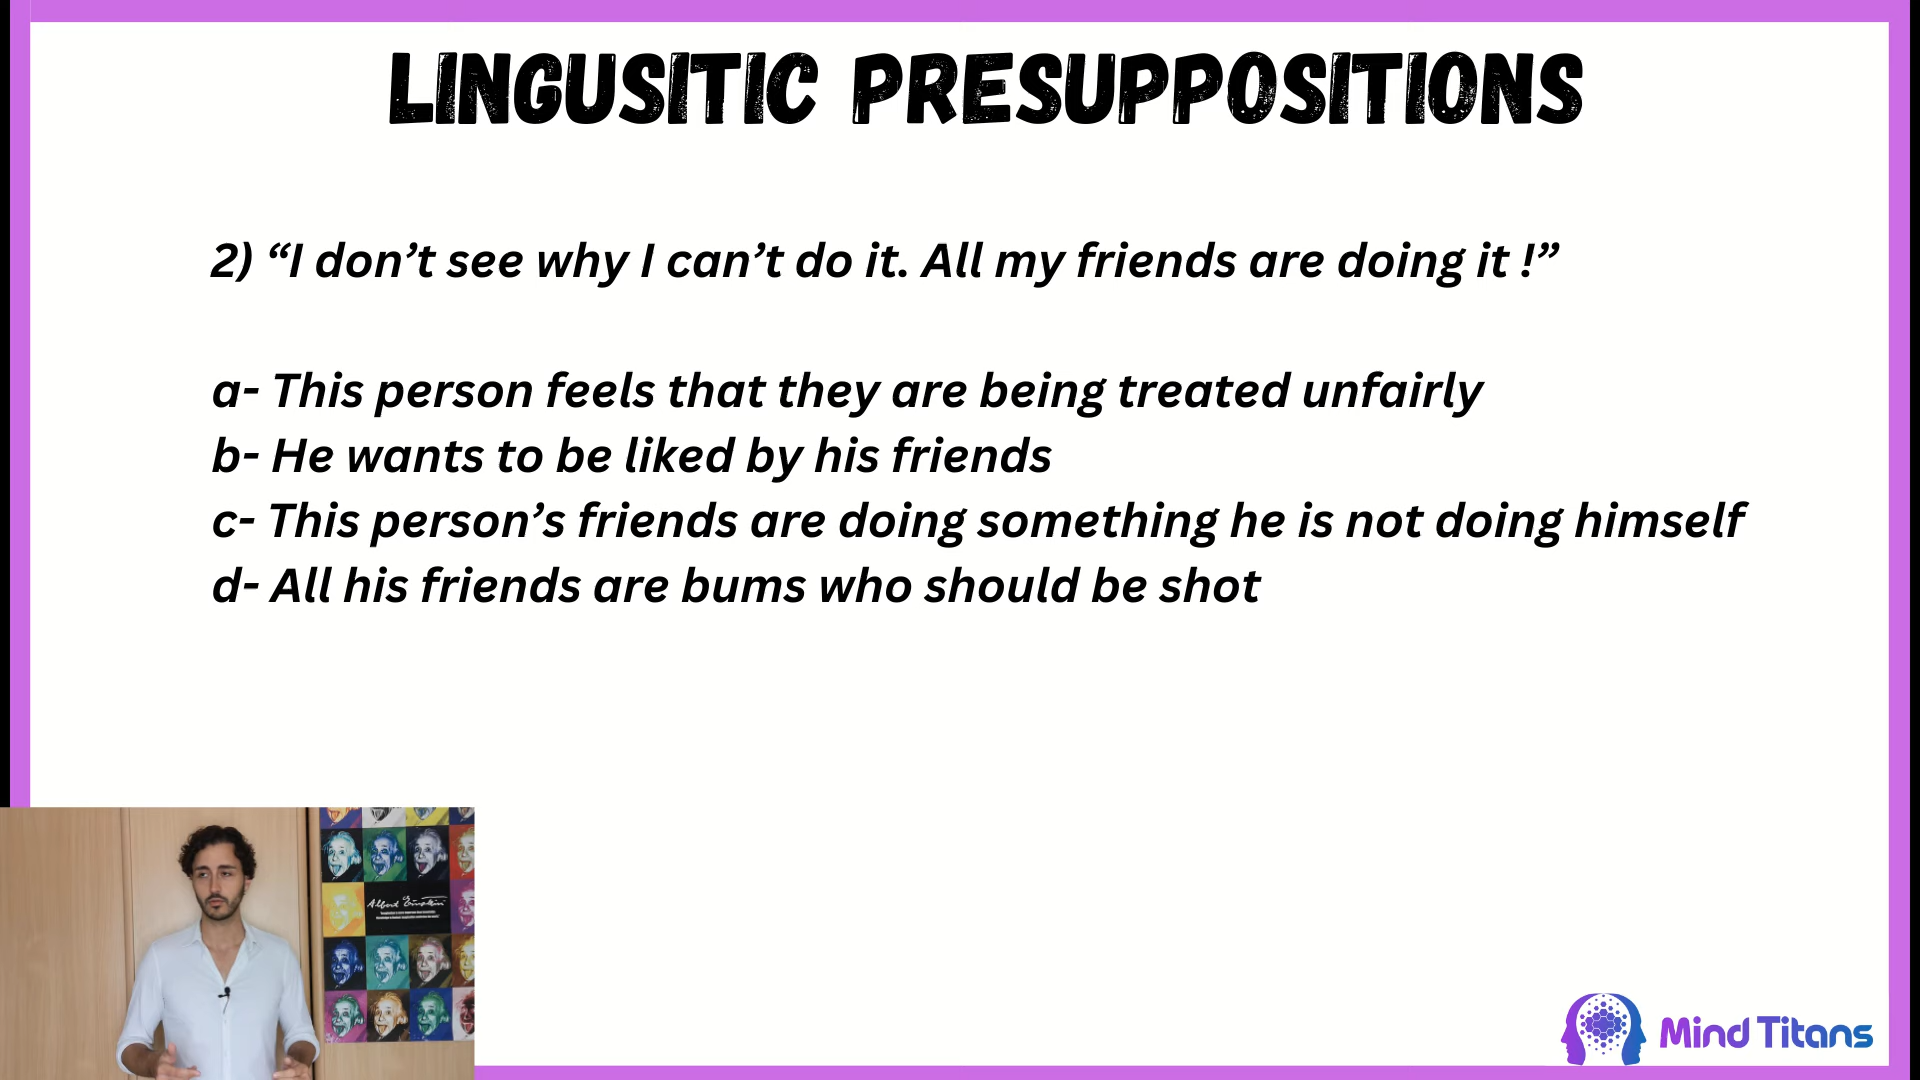 LINGUSITIC PRESUPPOSITIONS
2) “I don’t see why I can’t do it. All my friends are doing it !”
a- This person feels that they are being treated unfairly
b- He wants to be liked by his friends
c- This person’s friends are doing something he is not doing himself
d- All his friends are bums who should be shot
Albert Einstein
Mind Titans